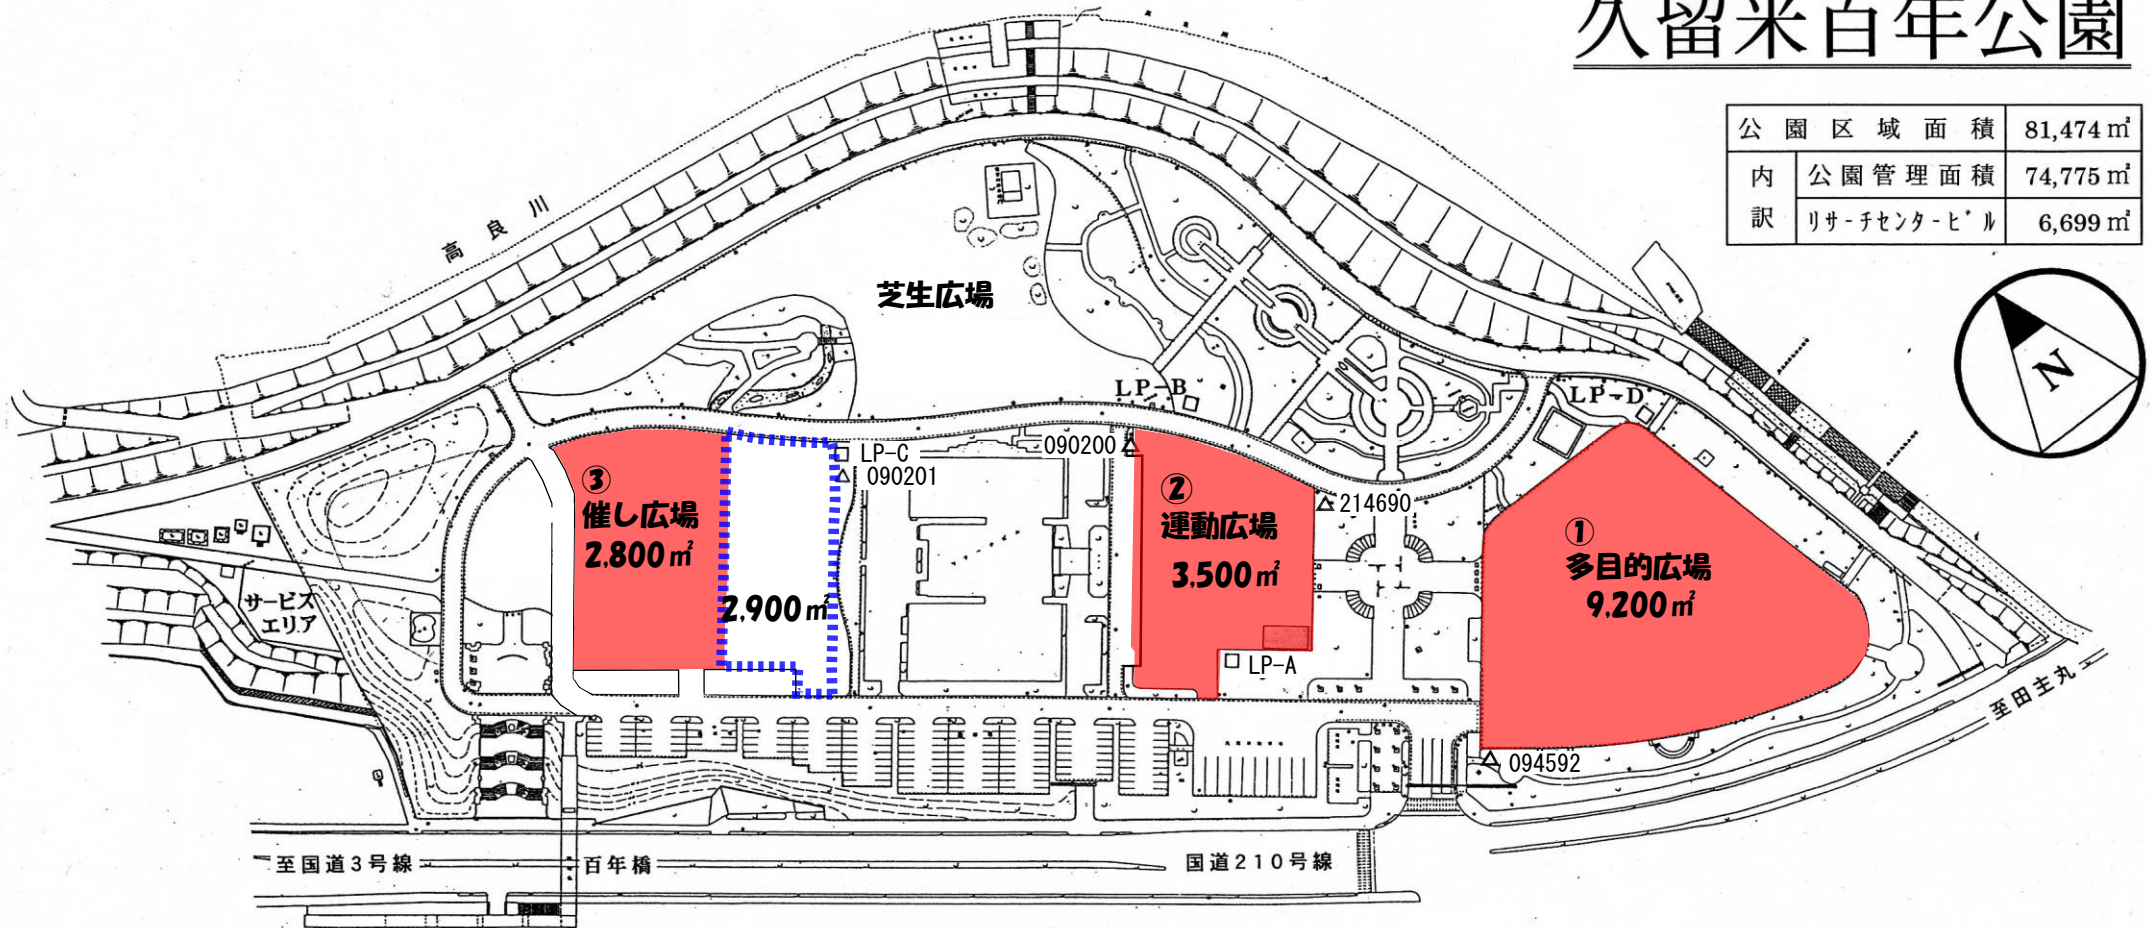 久留米百年公園
公園区域面積 81,474㎡
内訳 公園管理面積 74,775㎡
リサーチセンタービル 6,699㎡
N
高良川
芝生広場
LP-B
LP-D
090200
LP-C
090201
③
催し広場
2,800㎡
2,900㎡
②
運動広場
3,500㎡
214690
①
多目的広場
9,200㎡
サービス
エリア
LP-A
094592
至田主丸
至国道3号線
百年橋
国道210号線